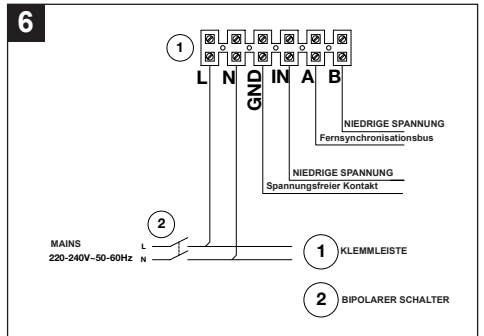 6
1
L N GND IN A B
NIEDRIGE SPANNUNG
Fernsynchronisationsbus
NIEDRIGE SPANNUNG
Spannungsfreier Kontakt
2
MAINS L
220-240V~50-60Hz N
1 KLEMMLEISTE
2 BIPOLARER SCHALTER